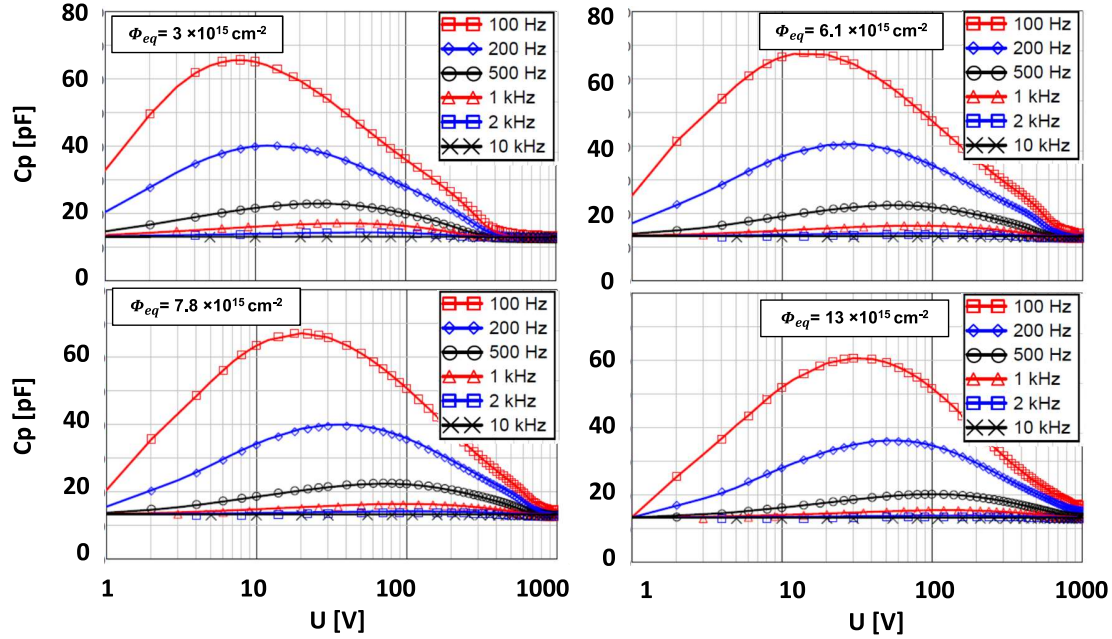 Φeq= 3 ×10¹⁵ cm⁻²
100 Hz
200 Hz
500 Hz
1 kHz
2 kHz
10 kHz
80
60
40
20
0
Cp [pF]
Φeq= 6.1 ×10¹⁵ cm⁻²
100 Hz
200 Hz
500 Hz
1 kHz
2 kHz
10 kHz
80
60
40
20
0
Cp [pF]
Φeq= 7.8 ×10¹⁵ cm⁻²
100 Hz
200 Hz
500 Hz
1 kHz
2 kHz
10 kHz
60
40
20
0
Cp [pF]
1 10 100 1000
U [V]
Φeq= 13 ×10¹⁵ cm⁻²
100 Hz
200 Hz
500 Hz
1 kHz
2 kHz
10 kHz
60
40
20
0
Cp [pF]
1 10 100 1000
U [V]